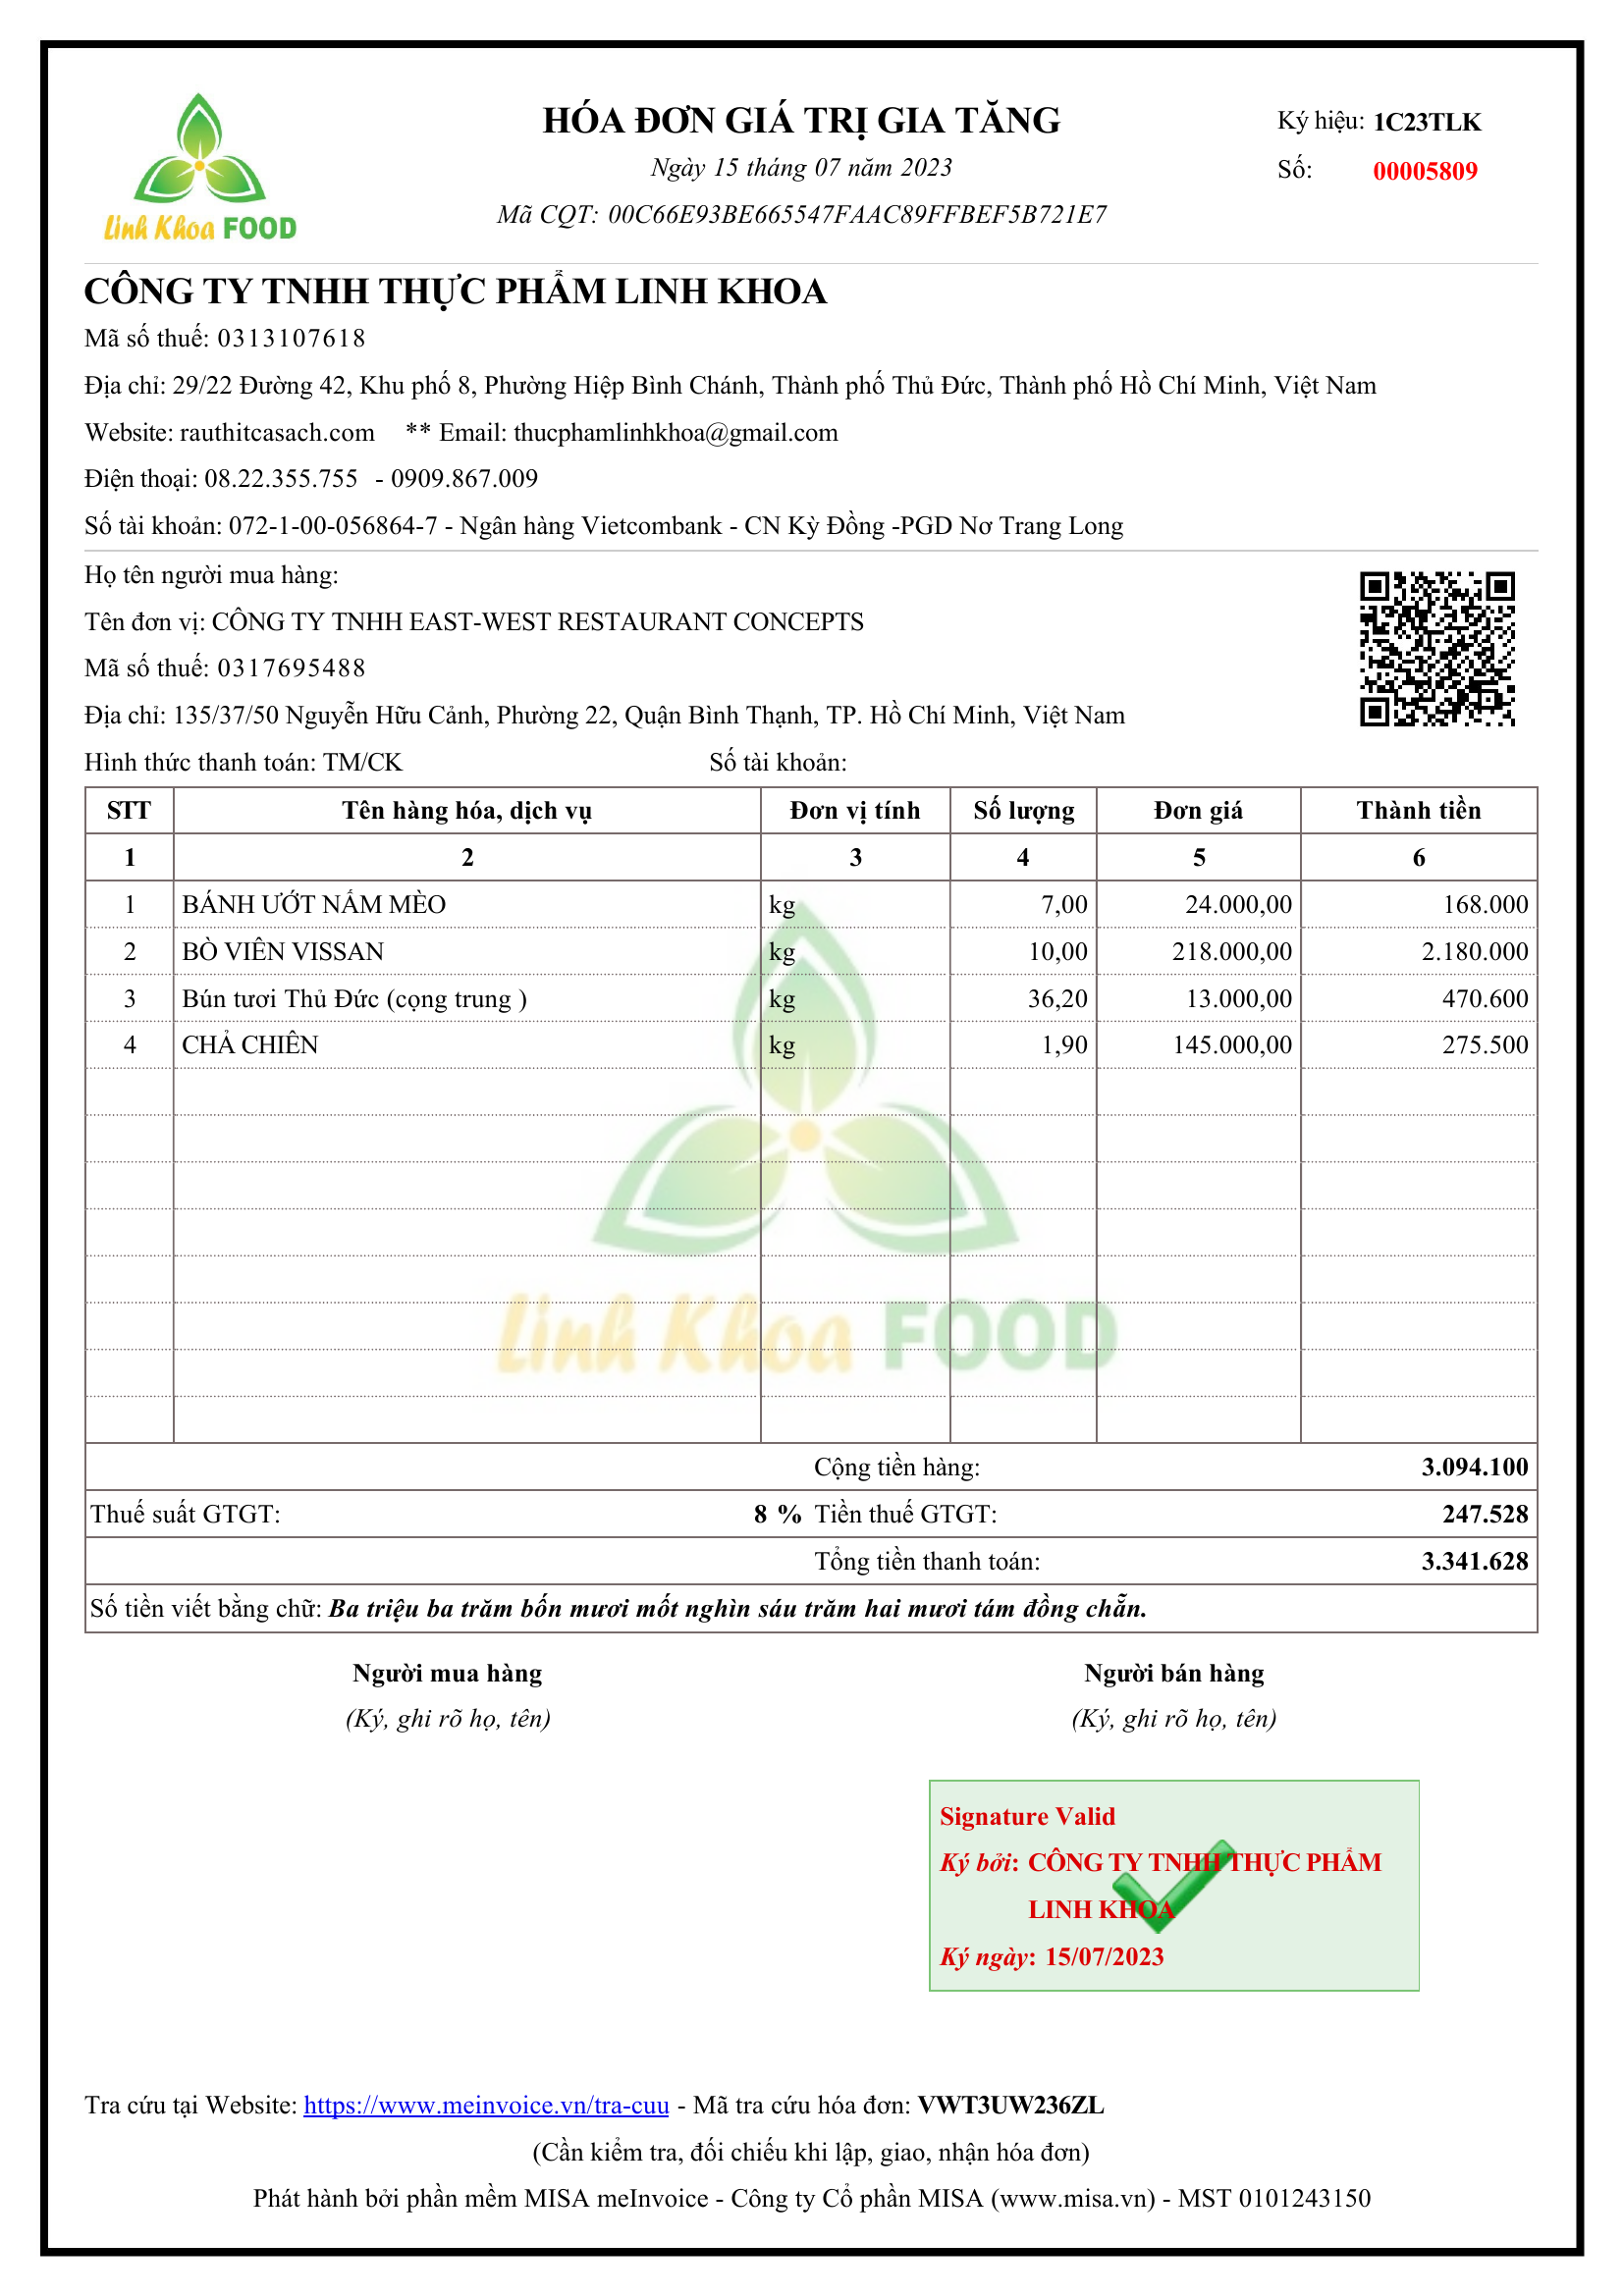 Linh Khoa FOOD
HÓA ĐƠN GIÁ TRỊ GIA TĂNG
Ngày 15 tháng 07 năm 2023
Mã CQT: 00C66E93BE665547FAAC89FFBEF5B721E7
Ký hiệu: 1C23TLK
Số: 00005809
CÔNG TY TNHH THỰC PHẨM LINH KHOA
Mã số thuế: 0313107618
Địa chỉ: 29/22 Đường 42, Khu phố 8, Phường Hiệp Bình Chánh, Thành phố Thủ Đức, Thành phố Hồ Chí Minh, Việt Nam
Website: rauthitcasach.com ** Email: thucphamlinhkhoa@gmail.com
Điện thoại: 08.22.355.755 - 0909.867.009
Số tài khoản: 072-1-00-056864-7 - Ngân hàng Vietcombank - CN Kỳ Đồng -PGD Nơ Trang Long
Họ tên người mua hàng:
Tên đơn vị: CÔNG TY TNHH EAST-WEST RESTAURANT CONCEPTS
Mã số thuế: 0317695488
Địa chỉ: 135/37/50 Nguyễn Hữu Cảnh, Phường 22, Quận Bình Thạnh, TP. Hồ Chí Minh, Việt Nam
Hình thức thanh toán: TM/CK Số tài khoản:
STT Tên hàng hóa, dịch vụ Đơn vị tính Số lượng Đơn giá Thành tiền
1 2 3 4 5 6
1 BÁNH ƯỚT NẤM MÈO kg 7,00 24.000,00 168.000
2 BÒ VIÊN VISSAN kg 10,00 218.000,00 2.180.000
3 Bún tươi Thủ Đức (cọng trung ) kg 36,20 13.000,00 470.600
4 CHẢ CHIÊN kg 1,90 145.000,00 275.500
Linh Khoa FOOD
Cộng tiền hàng: 3.094.100
Thuế suất GTGT: 8 % Tiền thuế GTGT: 247.528
Tổng tiền thanh toán: 3.341.628
Số tiền viết bằng chữ: Ba triệu ba trăm bốn mươi mốt nghìn sáu trăm hai mươi tám đồng chẵn.
Người mua hàng Người bán hàng
(Ký, ghi rõ họ, tên) (Ký, ghi rõ họ, tên)
Signature Valid
Ký bởi: CÔNG TY TNHH THỰC PHẨM
LINH KHOA
Ký ngày: 15/07/2023
Tra cứu tại Website: https://www.meinvoice.vn/tra-cuu - Mã tra cứu hóa đơn: VWT3UW236ZL
(Cần kiểm tra, đối chiếu khi lập, giao, nhận hóa đơn)
Phát hành bởi phần mềm MISA meInvoice - Công ty Cổ phần MISA (www.misa.vn) - MST 0101243150